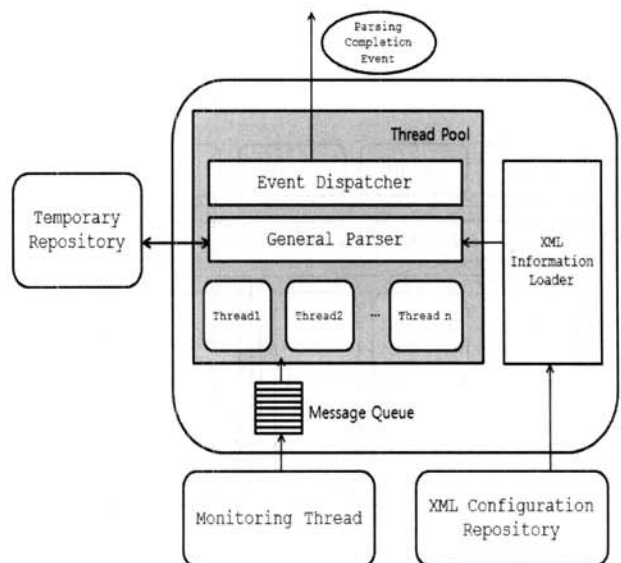 Parsing
Completion
Event
Thread Pool
Event Dispatcher
Temporary
Repository
General Parser
XML
Information
Loader
Thread1
Thread2
...
Thread n
Message Queue
Monitoring Thread
XML Configuration
Repository